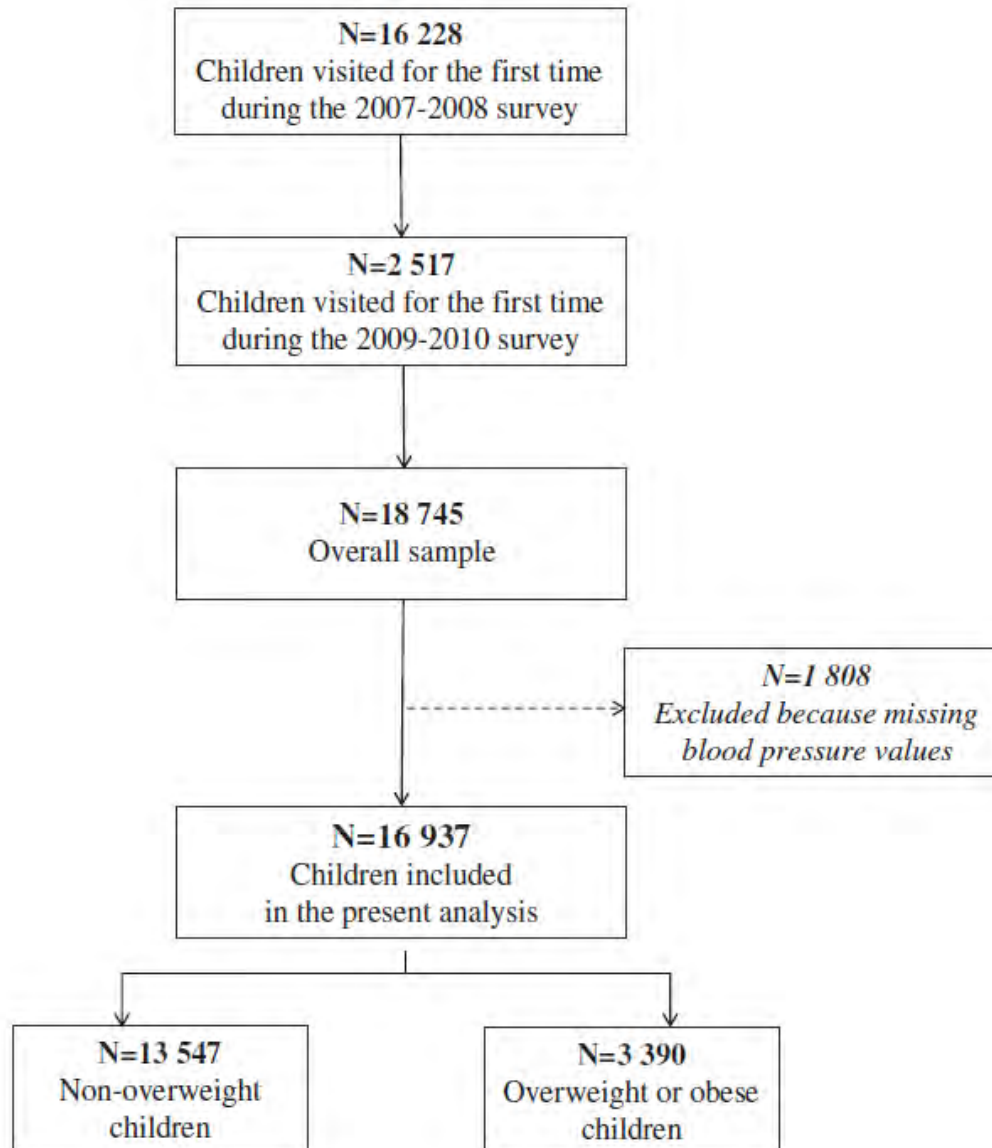 N=16 228
Children visited for the first time
during the 2007-2008 survey
N=2 517
Children visited for the first time
during the 2009-2010 survey
N=18 745
Overall sample
N=1 808
Excluded because missing
blood pressure values
N=16 937
Children included
in the present analysis
N=13 547
Non-overweight
children
N=3 390
Overweight or obese
children